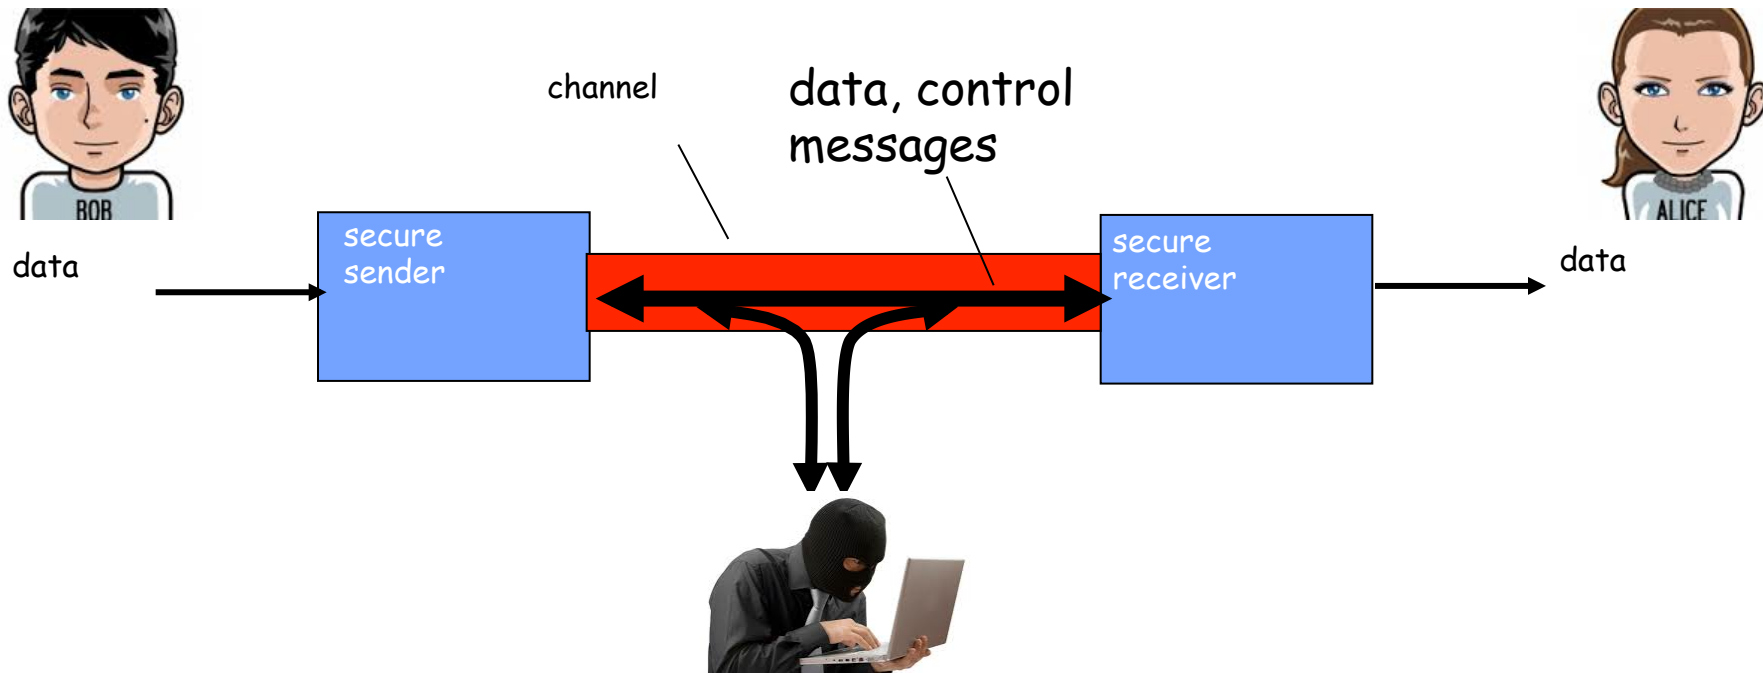 channel
data, control
messages
BOB
ALICE
secure
sender
secure
receiver
data
data